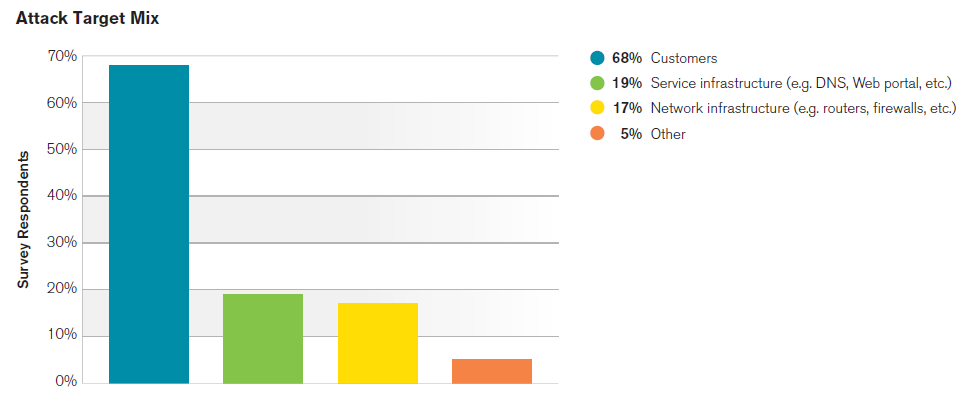 Attack Target Mix
70%
60%
50%
40%
30%
20%
10%
0%
Survey Respondents
68% Customers
19% Service infrastructure (e.g. DNS, Web portal, etc.)
17% Network infrastructure (e.g. routers, firewalls, etc.)
5% Other